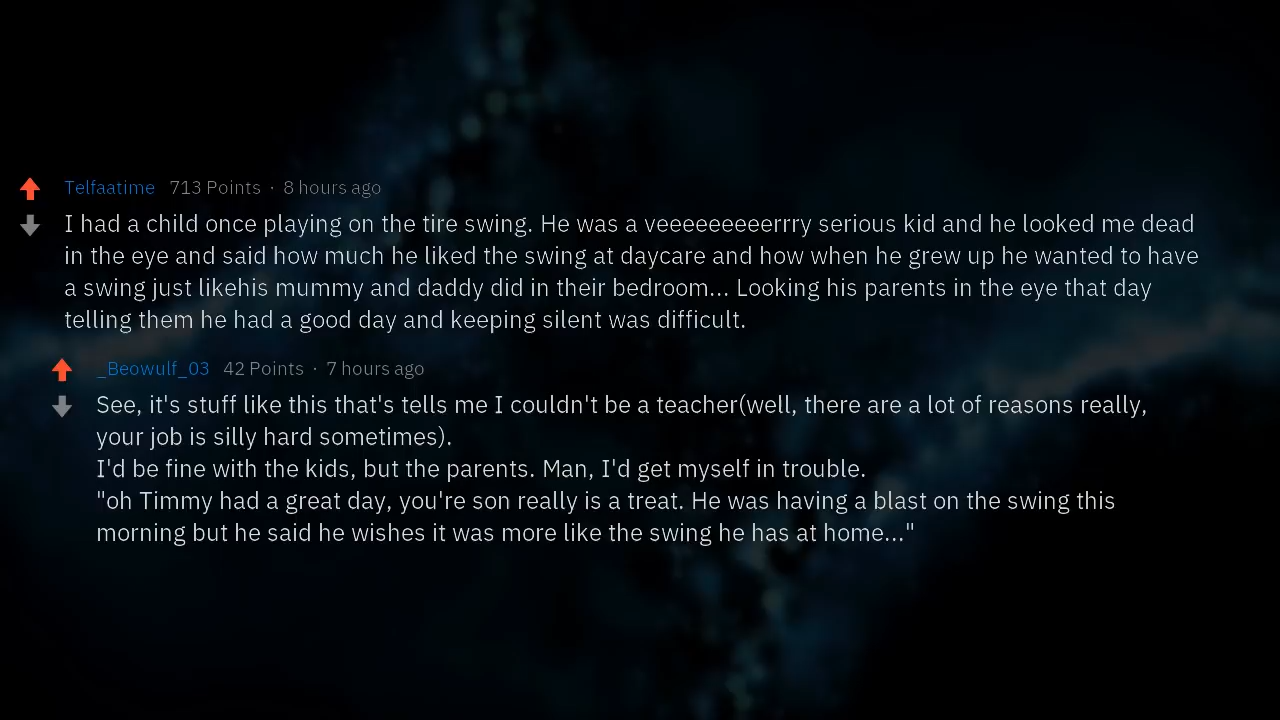 Telfaatime 713 Points · 8 hours ago
I had a child once playing on the tire swing. He was a veeeeeeeeerrry serious kid and he looked me dead
in the eye and said how much he liked the swing at daycare and how when he grew up he wanted to have
a swing just likehis mummy and daddy did in their bedroom... Looking his parents in the eye that day
telling them he had a good day and keeping silent was difficult.
_Beowulf_03 42 Points · 7 hours ago
See, it's stuff like this that's tells me I couldn't be a teacher(well, there are a lot of reasons really,
your job is silly hard sometimes).
I'd be fine with the kids, but the parents. Man, I'd get myself in trouble.
"oh Timmy had a great day, you're son really is a treat. He was having a blast on the swing this
morning but he said he wishes it was more like the swing he has at home..."